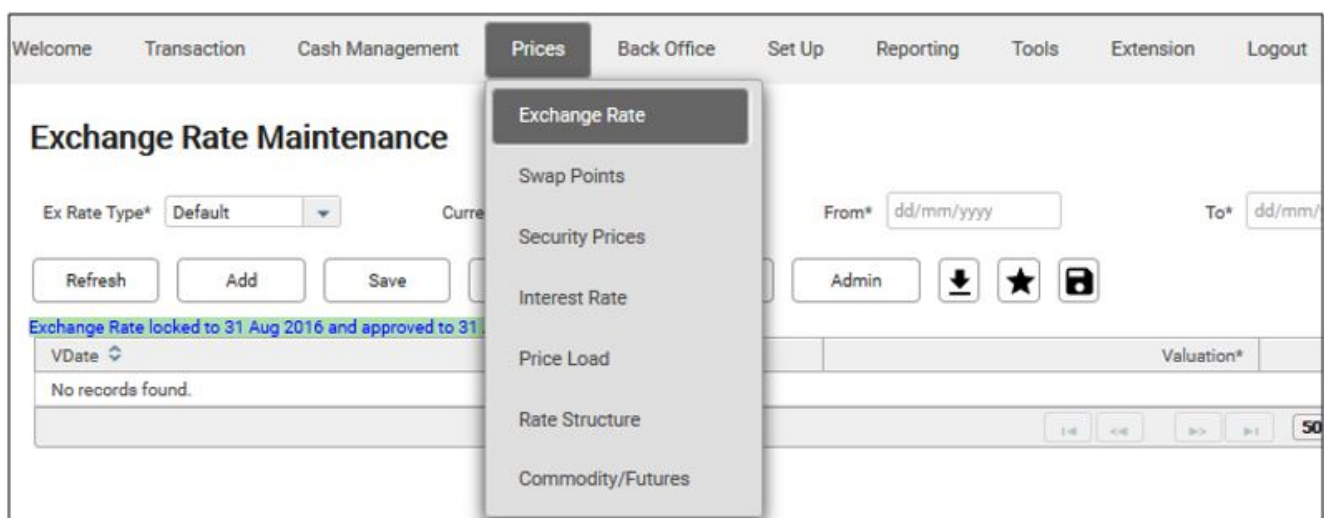 Welcome Transaction Cash Management Prices Back Office Set Up Reporting Tools Extension Logout
Exchange Rate
Exchange Rate Maintenance
Swap Points
Ex Rate Type* Default From* dd/mm/yyyy To* dd/mm/
Security Prices
Refresh Add Save Admin
Interest Rate
Exchange Rate locked to 31 Aug 2016 and approved to 31
VDate Valuation*
Price Load
No records found.
Rate Structure
50
Commodity/Futures